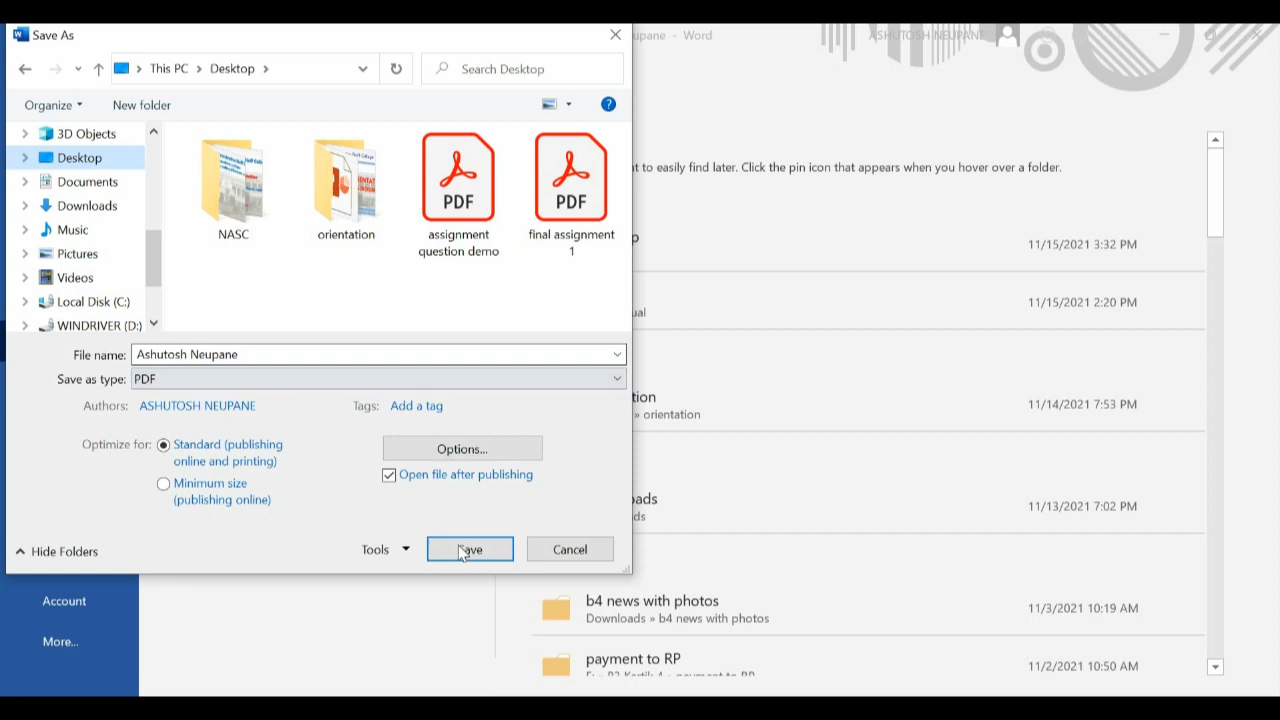 Save As
upane - Word
ASHUTOSH NEUPANE
This PC > Desktop >
Search Desktop
Organize
New folder
3D Objects
Desktop
Documents
Downloads
Music
Pictures
Videos
Local Disk (C:)
WINDRIVER (D:)
NASC
orientation
PDF
assignment
question demo
PDF
final assignment
1
File name: Ashutosh Neupane
Save as type: PDF
Authors: ASHUTOSH NEUPANE
Tags: Add a tag
Optimize for:
Standard (publishing
online and printing)
Minimum size
(publishing online)
Options...
Open file after publishing
Hide Folders
Tools
Save
Cancel
Account
More...
t to easily find later. Click the pin icon that appears when you hover over a folder.
p
11/15/2021 3:32 PM
ual
11/15/2021 2:20 PM
tion
» orientation
11/14/2021 7:53 PM
oads
ds
11/13/2021 7:02 PM
b4 news with photos
Downloads » b4 news with photos
11/3/2021 10:19 AM
payment to RP
11/2/2021 10:50 AM